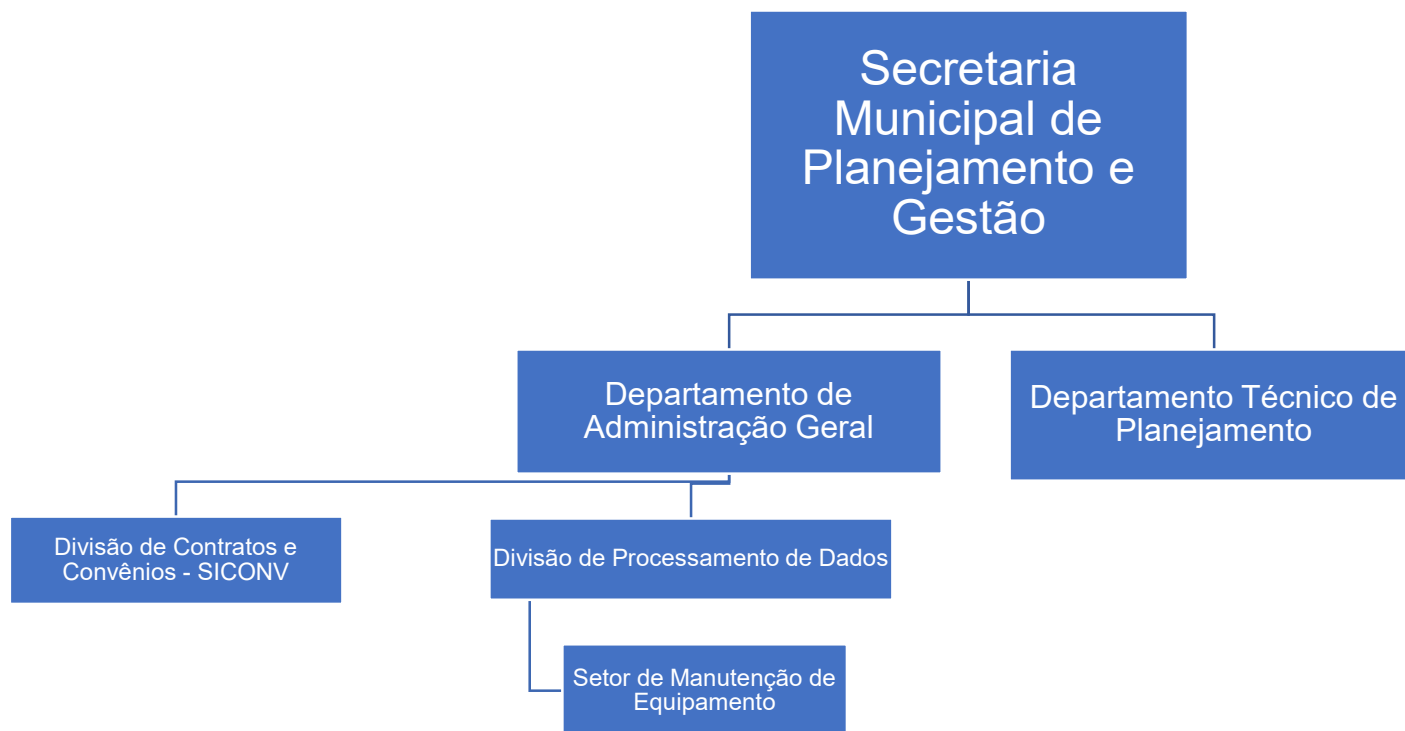 Secretaria
Municipal de
Planejamento e
Gestão
Departamento de
Administração Geral
Departamento Técnico de
Planejamento
Divisão de Contratos e
Convênios - SICONV
Divisão de Processamento de Dados
Setor de Manutenção de
Equipamento